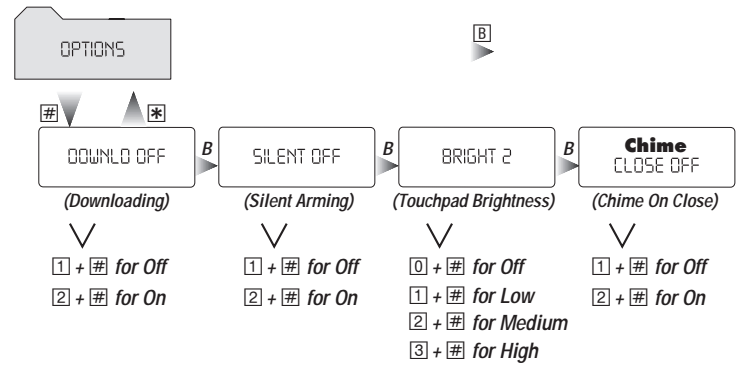 OPTIONS
B
# *
DOWNLD OFF B SILENT OFF B BRIGHT 2 B Chime
CLOSE OFF
(Downloading) (Silent Arming) (Touchpad Brightness) (Chime On Close)
1 + # for Off 1 + # for Off 0 + # for Off 1 + # for Off
2 + # for On 2 + # for On 1 + # for Low 2 + # for On
2 + # for Medium
3 + # for High